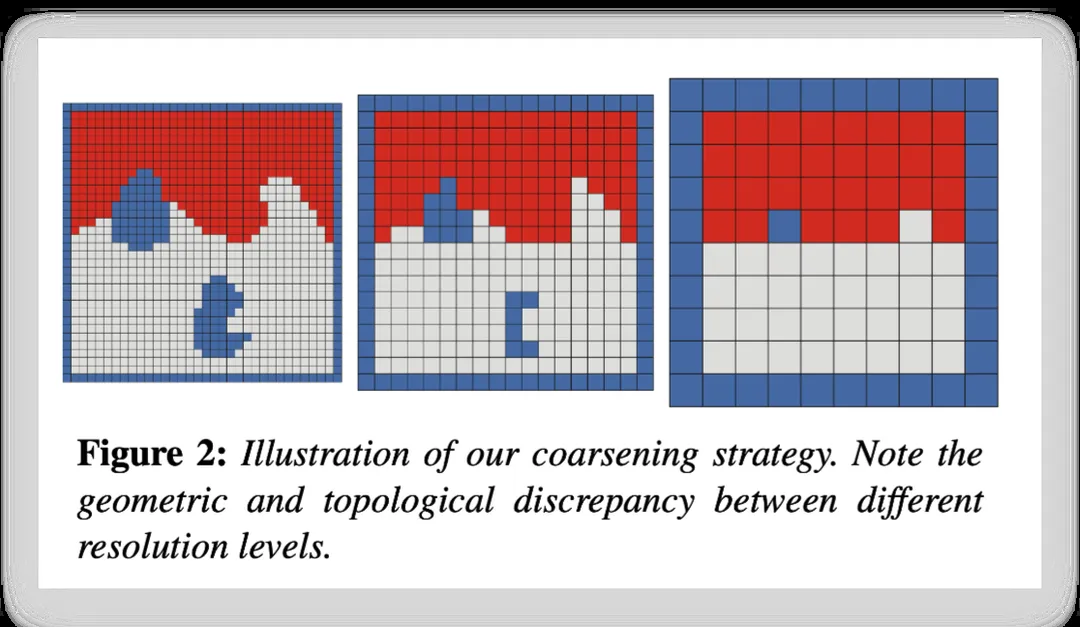 Figure 2: Illustration of our coarsening strategy. Note the
geometric and topological discrepancy between different
resolution levels.